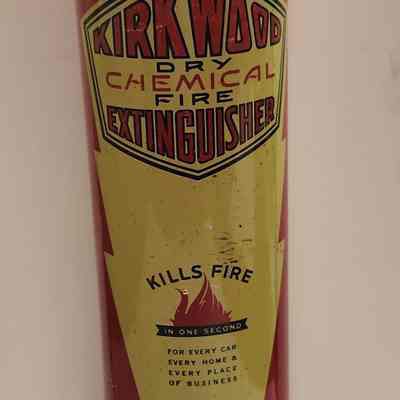 KIRKWOOD
DRY
CHEMICAL
FIRE
EXTINGUISHER
KILLS FIRE
IN ONE SECOND
FOR EVERY CAR
EVERY HOME &
EVERY PLACE
OF BUSINESS